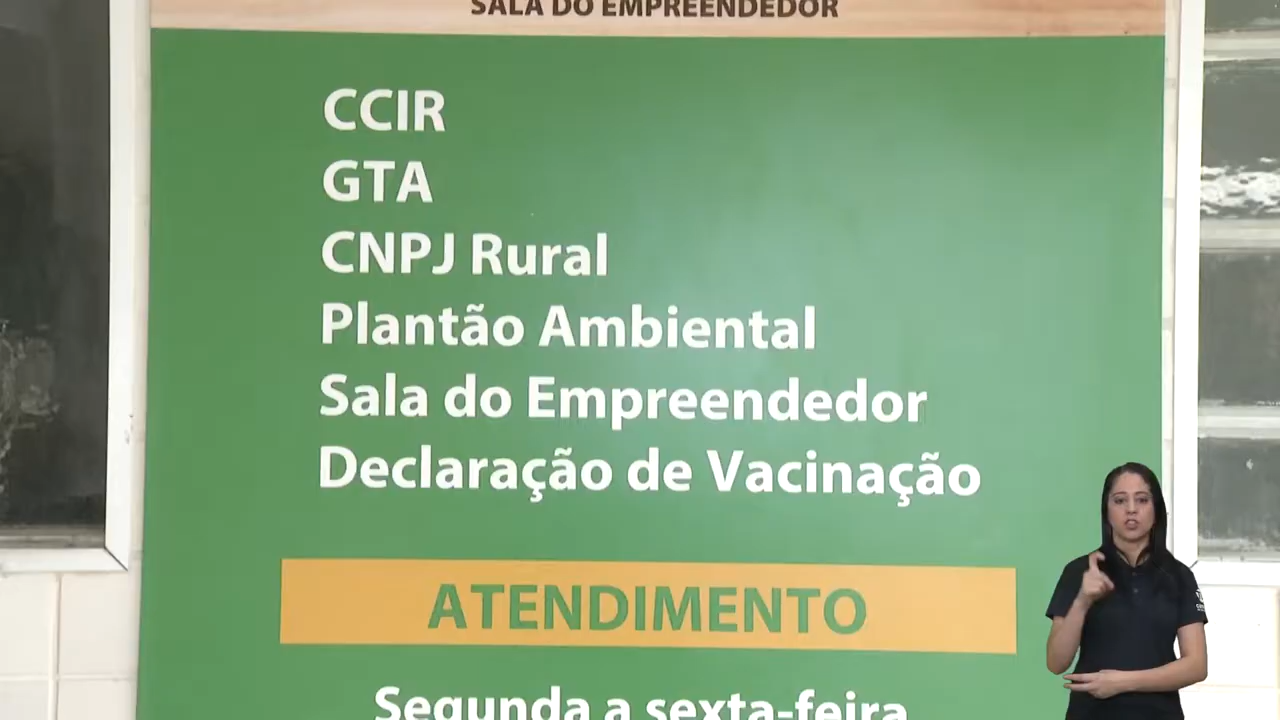 SALA DO EMPREENDEDOR
CCIR
GTA
CNPJ Rural
Plantão Ambiental
Sala do Empreendedor
Declaração de Vacinação
ATENDIMENTO
Segunda a sexta-feira